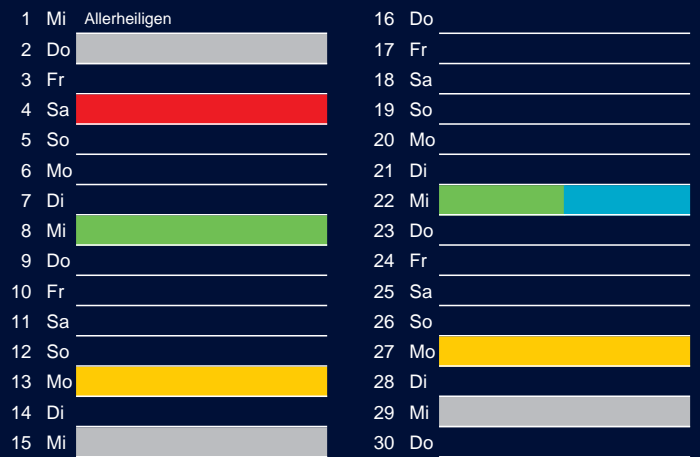 1 Mi Allerheiligen
2 Do
3 Fr
4 Sa
5 So
6 Mo
7 Di
8 Mi
9 Do
10 Fr
11 Sa
12 So
13 Mo
14 Di
15 Mi
16 Do
17 Fr
18 Sa
19 So
20 Mo
21 Di
22 Mi
23 Do
24 Fr
25 Sa
26 So
27 Mo
28 Di
29 Mi
30 Do